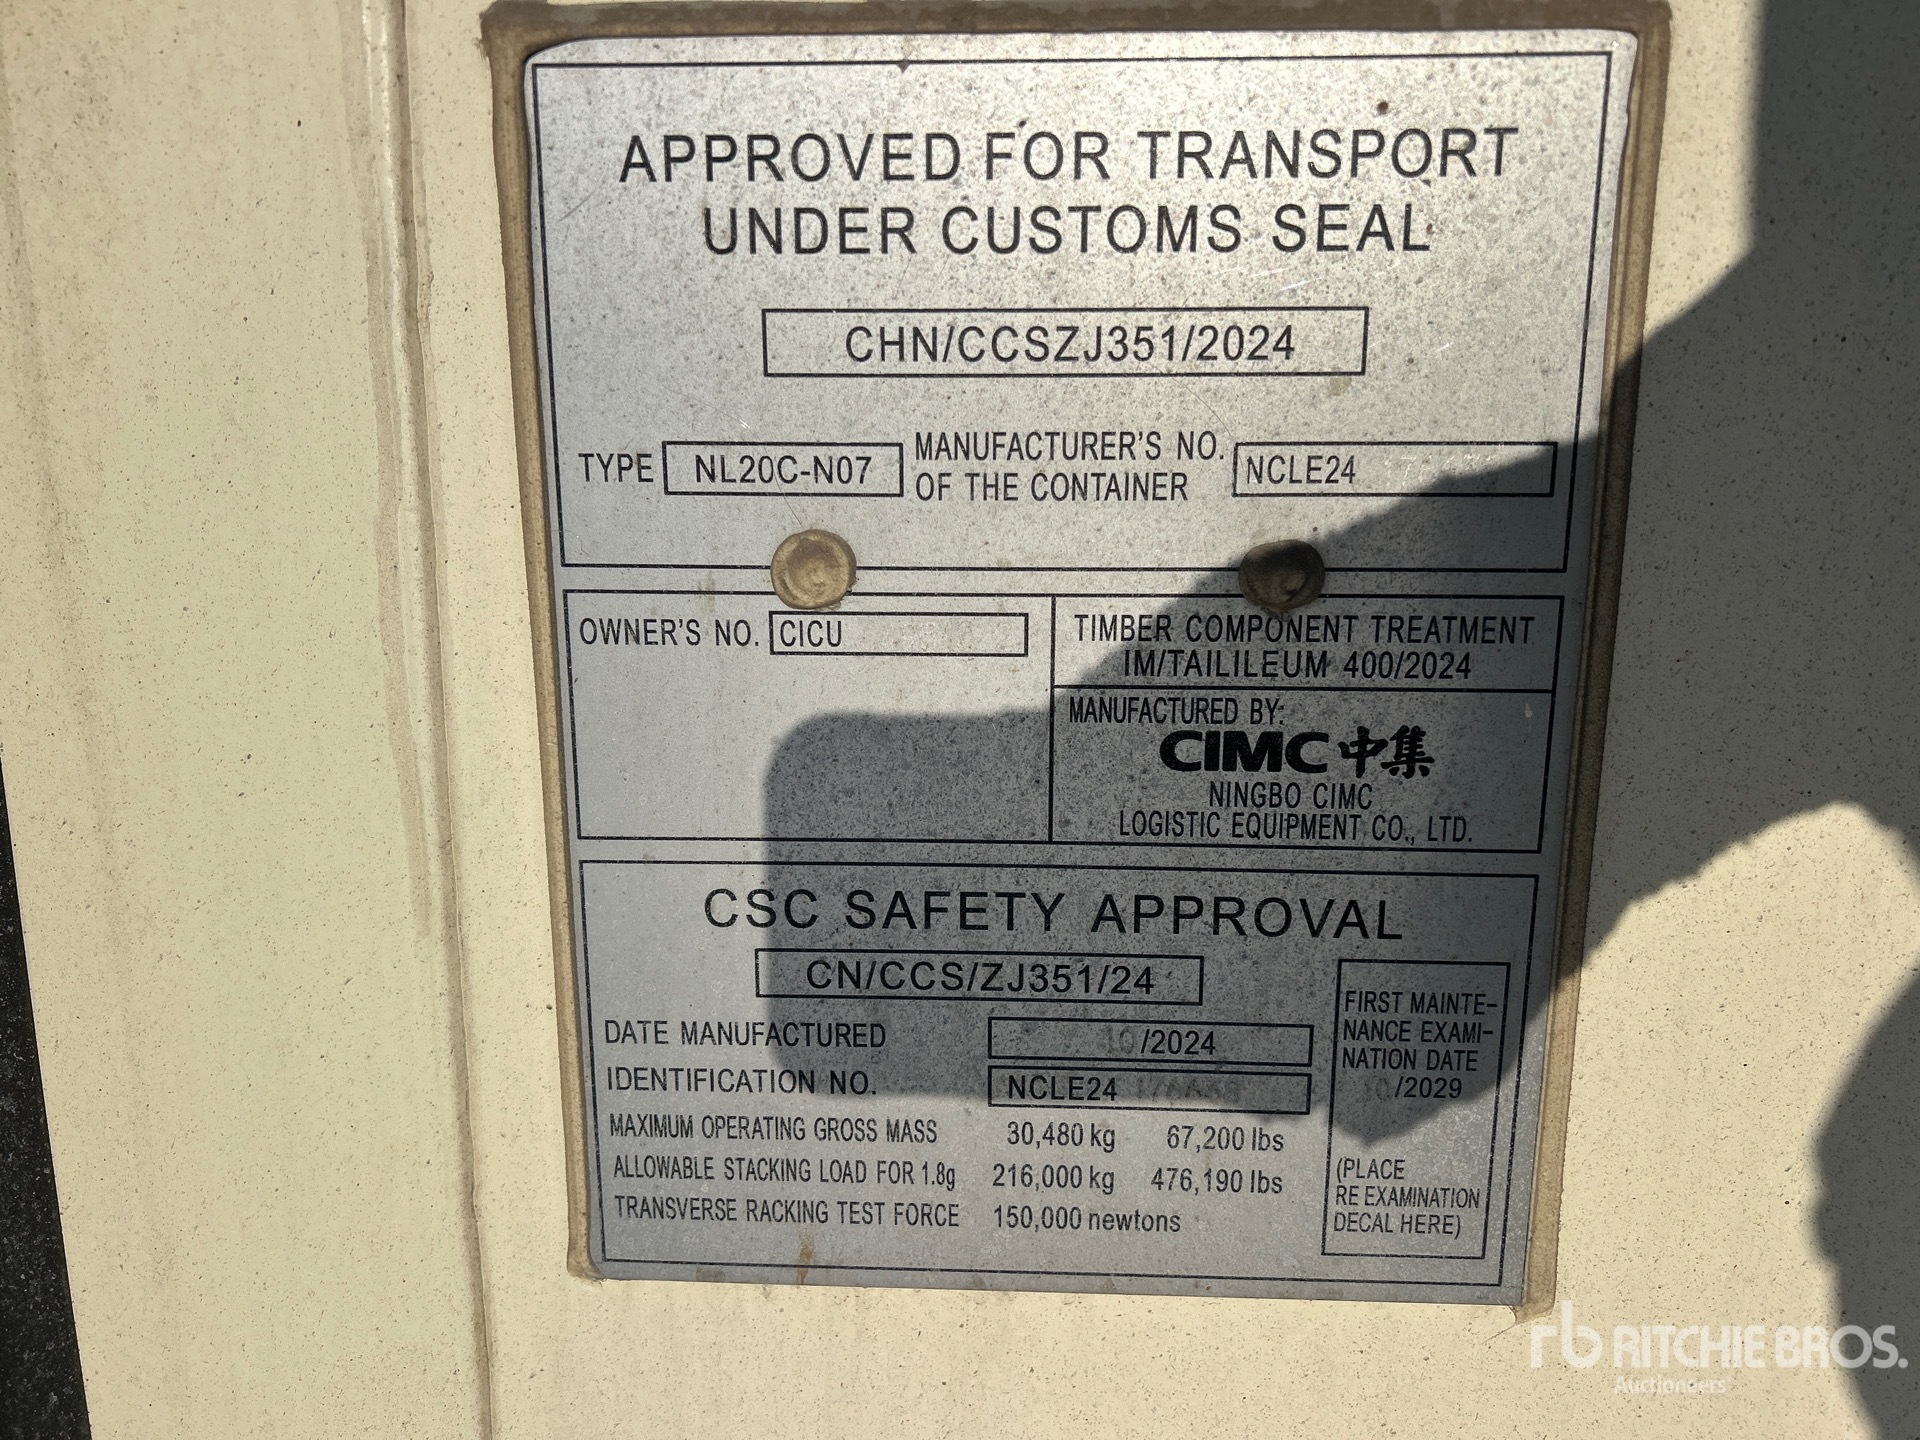 APPROVED FOR TRANSPORT
UNDER CUSTOMS SEAL
CHN/CCSZJ351/2024
TYPE NL20C-N07 MANUFACTURER'S NO. OF THE CONTAINER NCLE24
OWNER'S NO. CICU
TIMBER COMPONENT TREATMENT
IM/TAILILEUM 400/2024
MANUFACTURED BY:
CIMC 中集
NINGBO CIMC
LOGISTIC EQUIPMENT CO., LTD.
CSC SAFETY APPROVAL
CN/CCS/ZJ351/24
DATE MANUFACTURED 10/2024
IDENTIFICATION NO. NCLE24
MAXIMUM OPERATING GROSS MASS 30,480 kg 67,200 lbs
ALLOWABLE STACKING LOAD FOR 1.8g 216,000 kg 476,190 lbs
TRANSVERSE RACKING TEST FORCE 150,000 newtons
FIRST MAINTE-
NANCE EXAMI-
NATION DATE
10/2029
(PLACE
RE EXAMINATION
DECAL HERE)
rb RITCHIE BROS.
Auctioneers